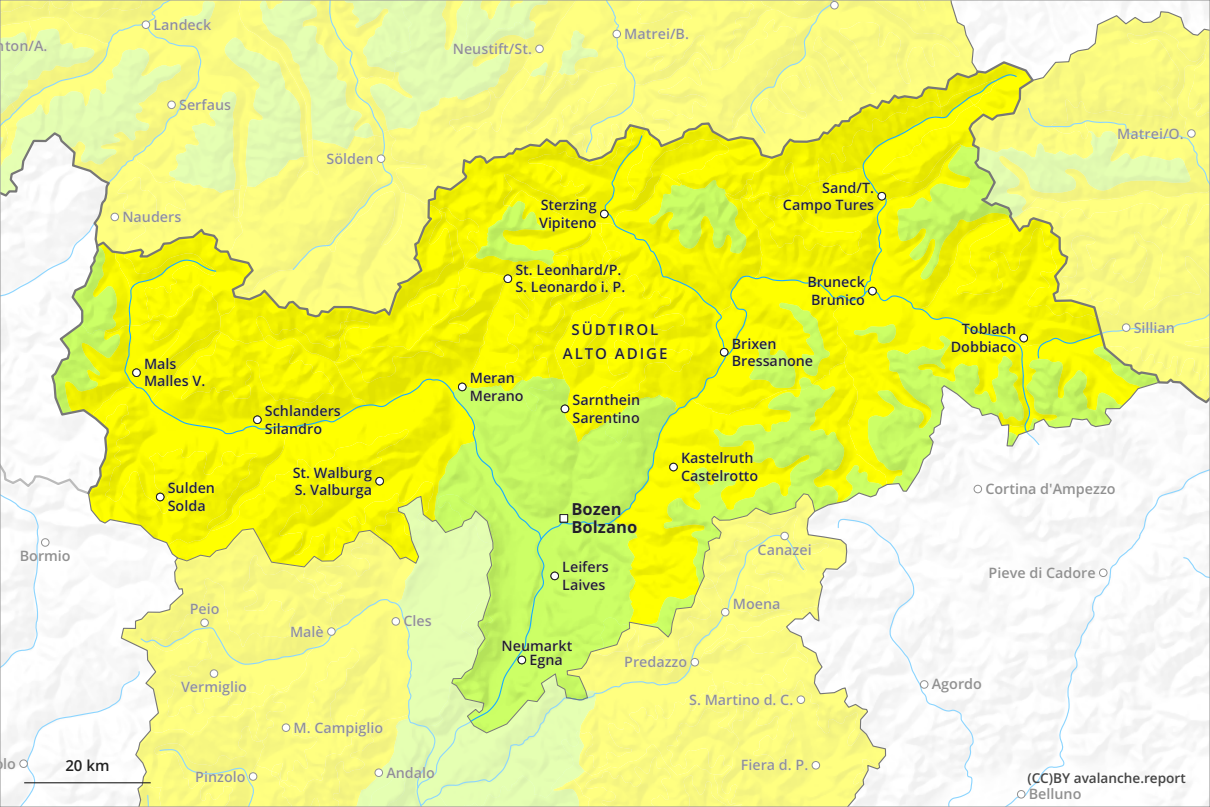 Landeck
nton/A.
Neustift/St.
Matrei/B.
Serfaus
Matrei/O.
Sölden
Sand/T.
Campo Tures
Nauders
Sterzing
Vipiteno
St. Leonhard/P.
S. Leonardo i. P.
Bruneck
Brunico
SÜDTIROL
ALTO ADIGE
Toblach
Dobbiaco
Sillian
Brixen
Bressanone
Mals
Malles V.
Meran
Merano
Sarnthein
Sarentino
Schlanders
Silandro
Kastelruth
Castelrotto
St. Walburg
S. Valburga
Sulden
Solda
Cortina d'Ampezzo
Bozen
Bolzano
Bormio
Canazei
Leifers
Laives
Pieve di Cadore
Peio
Moena
Cles
Malè
Neumarkt
Egna
Predazzo
Vermiglio
Agordo
S. Martino d. C.
M. Campiglio
olo
20 km
Pinzolo
Andalo
Fiera d. P.
(CC)BY avalanche.report
Belluno